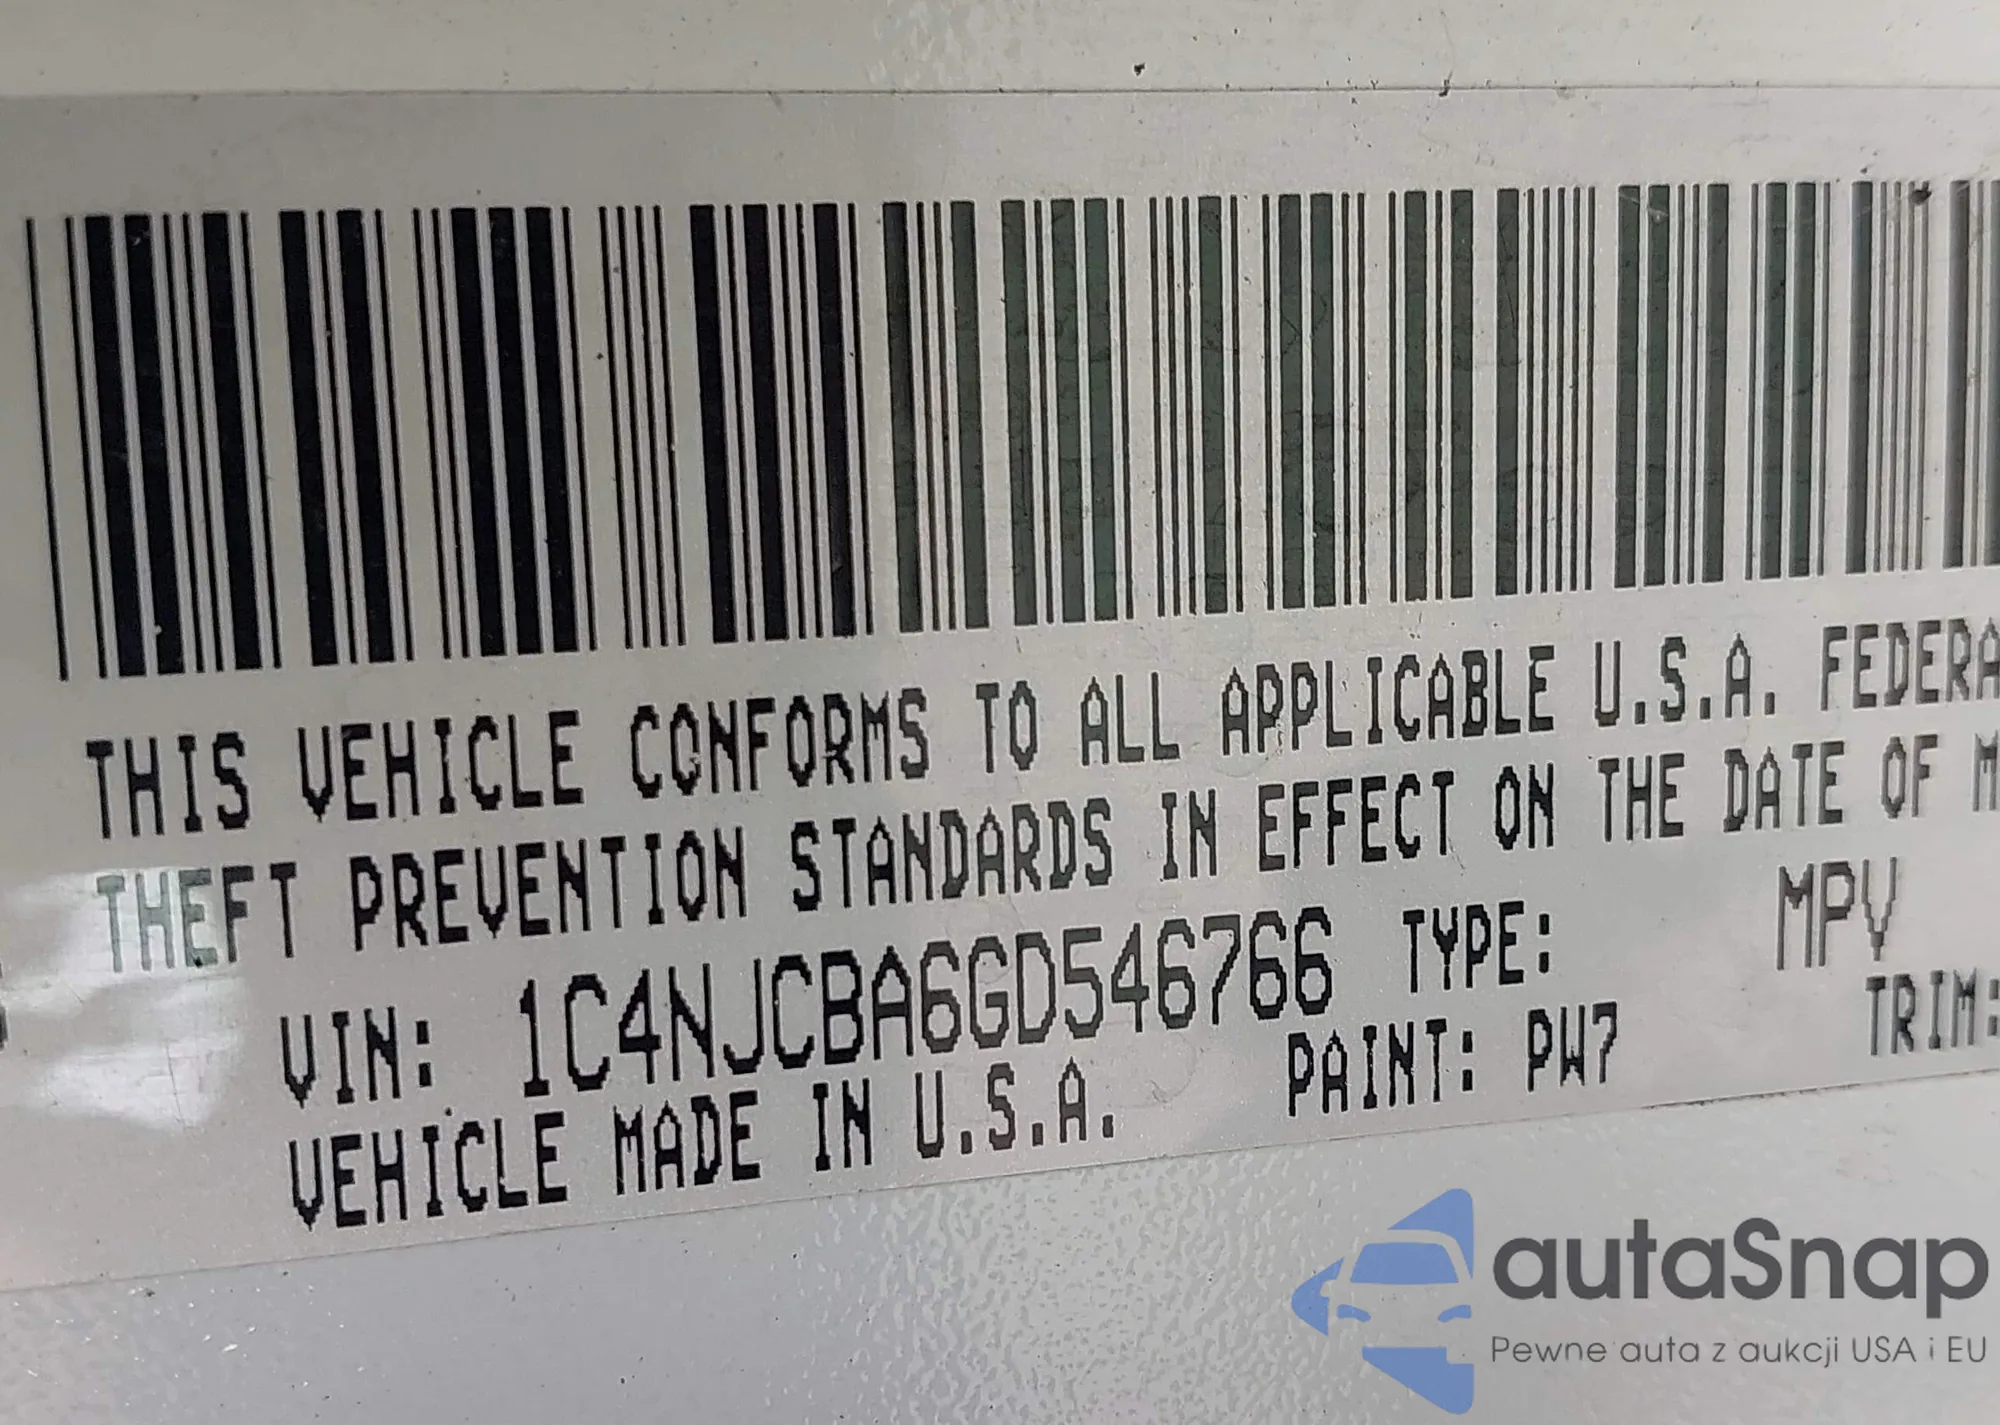 THIS VEHICLE CONFORMS TO ALL APPLICABLE U.S.A. FEDERA
THEFT PREVENTION STANDARDS IN EFFECT ON THE DATE OF M
VIN: 1C4NJCBA6GD546766 TYPE: MPV
VEHICLE MADE IN U.S.A. PAINT: PW7 TRIM:
autaSnap
Pewne auta z aukcji USA i EU